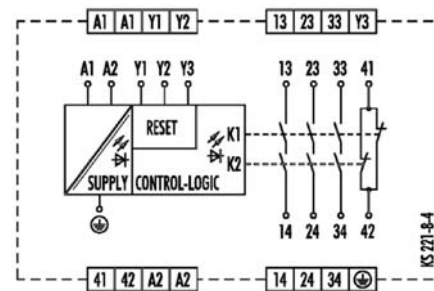 A1 A1 Y1 Y2 13 23 33 Y3
A1 A2 Y1 Y2 Y3 13 23 33 41
RESET
K1
K2
SUPPLY CONTROL-LOGIC
14 24 34 42
KS 221-8-4
41 42 A2 A2 14 24 34